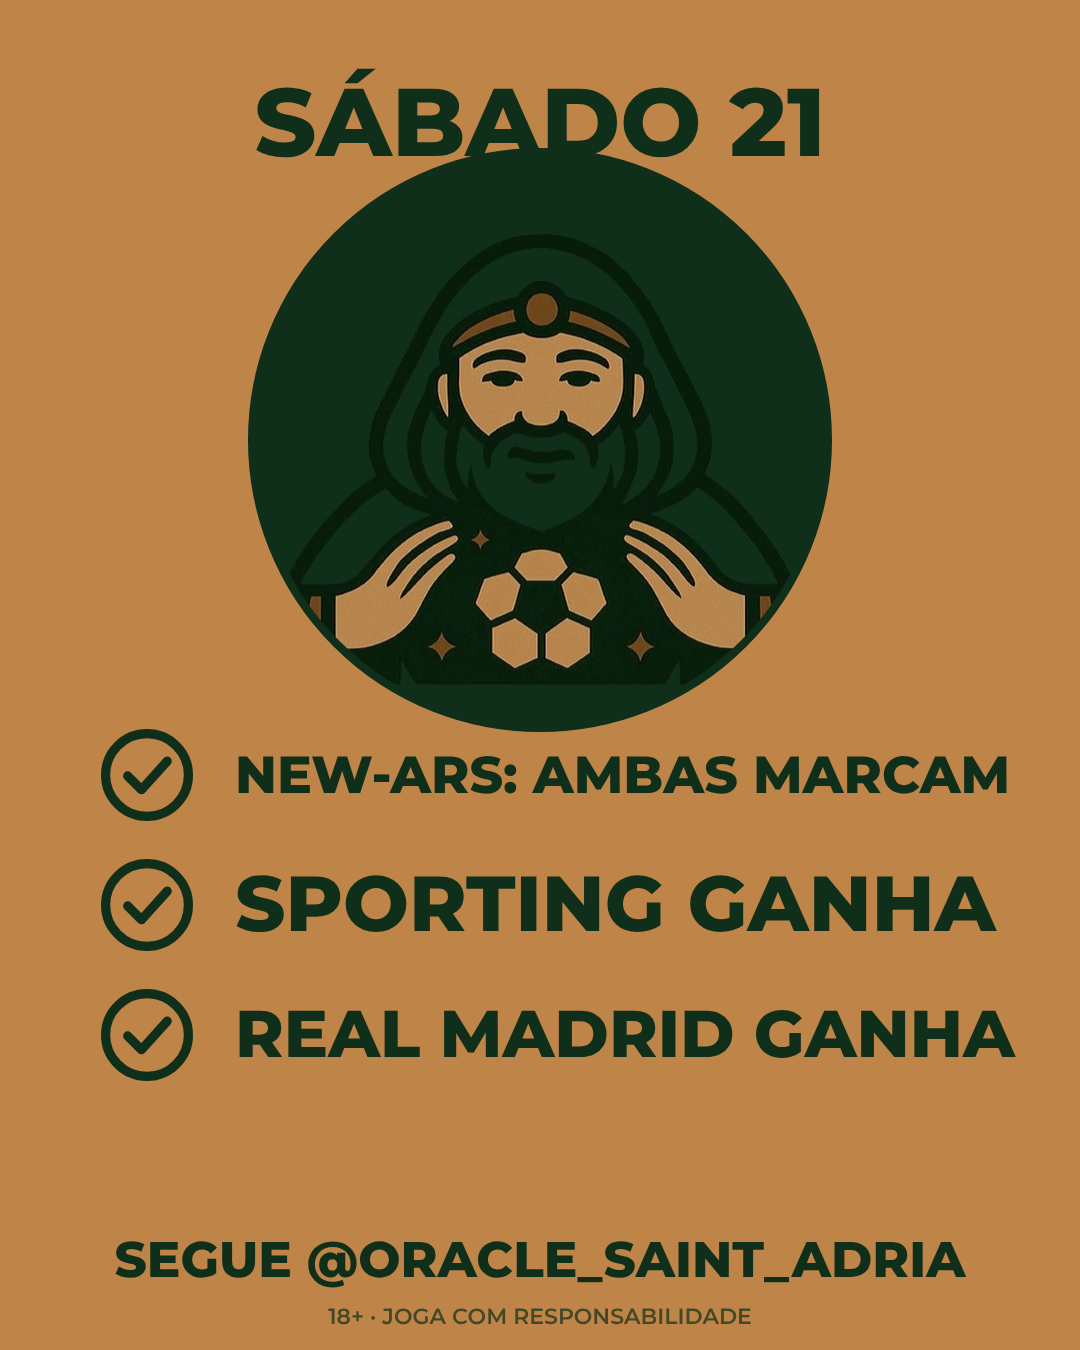 SÁBADO 21
NEW-ARS: AMBAS MARCAM
SPORTING GANHA
REAL MADRID GANHA
SEGUE @ORACLE_SAINT_ADRIA
18+ · JOGA COM RESPONSABILIDADE